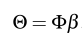 Θ = Φβ